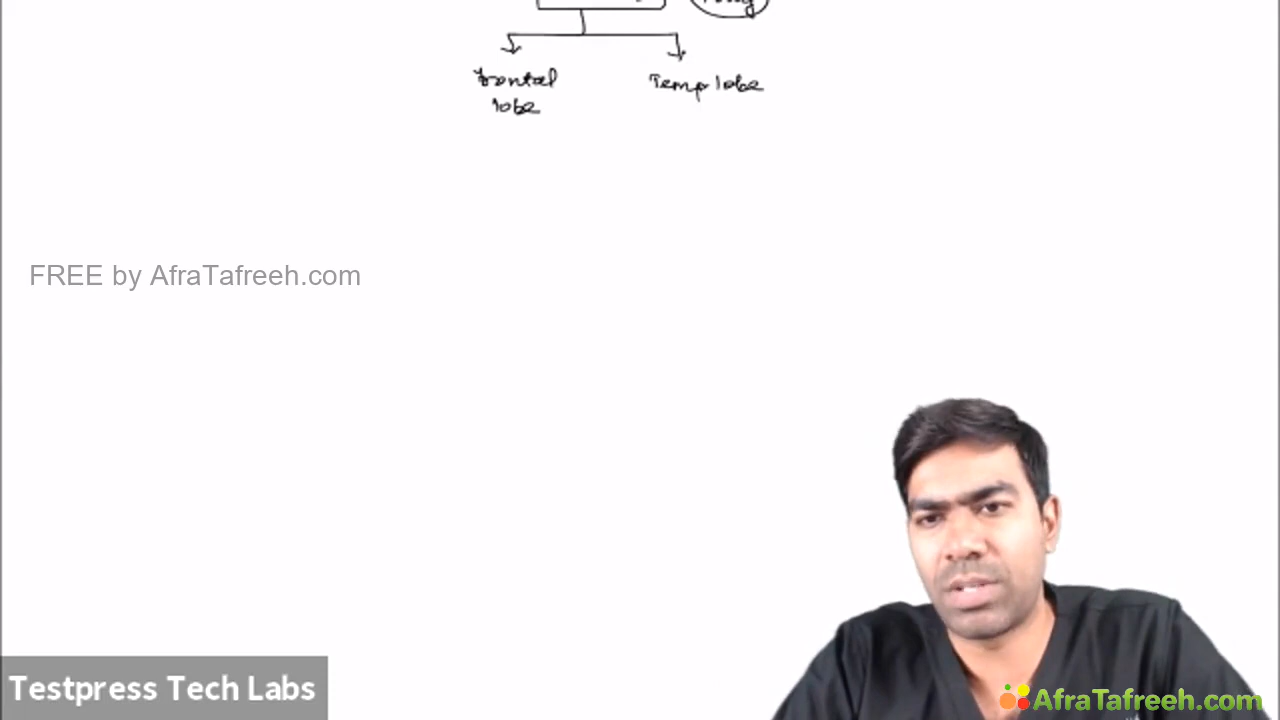 frontal
lobe
Temp lobe
FREE by AfraTafreeh.com
Testpress Tech Labs
AfraTafreeh.com